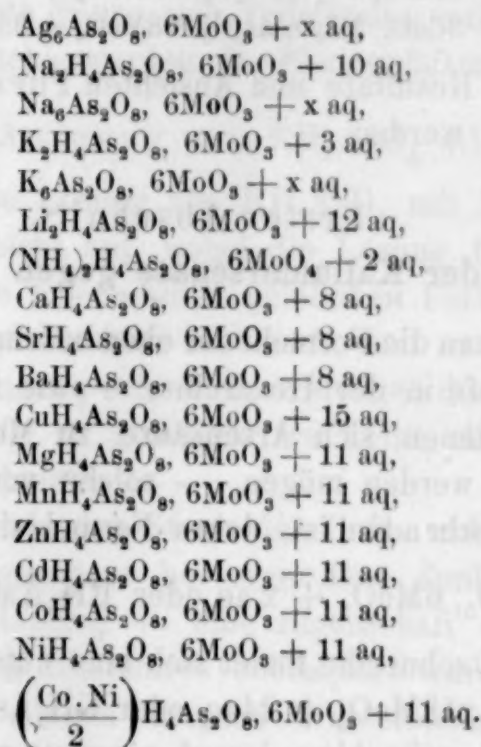 Ag₆As₂O₈, 6MoO₃ + x aq,
Na₂H₄As₂O₈, 6MoO₃ + 10 aq,
Na₆As₂O₈, 6MoO₃ + x aq,
K₂H₄As₂O₈, 6MoO₃ + 3 aq,
K₆As₂O₈, 6MoO₃ + x aq,
Li₂H₄As₂O₈, 6MoO₃ + 12 aq,
(NH₄)₂H₄As₂O₈, 6MoO₃ + 2 aq,
CaH₄As₂O₈, 6MoO₃ + 8 aq,
SrH₄As₂O₈, 6MoO₃ + 8 aq,
BaH₄As₂O₈, 6MoO₃ + 8 aq,
CuH₄As₂O₈, 6MoO₃ + 15 aq,
MgH₄As₂O₈, 6MoO₃ + 11 aq,
MnH₄As₂O₈, 6MoO₃ + 11 aq,
ZnH₄As₂O₈, 6MoO₃ + 11 aq,
CdH₄As₂O₈, 6MoO₃ + 11 aq,
CoH₄As₂O₈, 6MoO₃ + 11 aq,
NiH₄As₂O₈, 6MoO₃ + 11 aq,
(Co. Ni/2)H₄As₂O₈, 6MoO₃ + 11 aq.